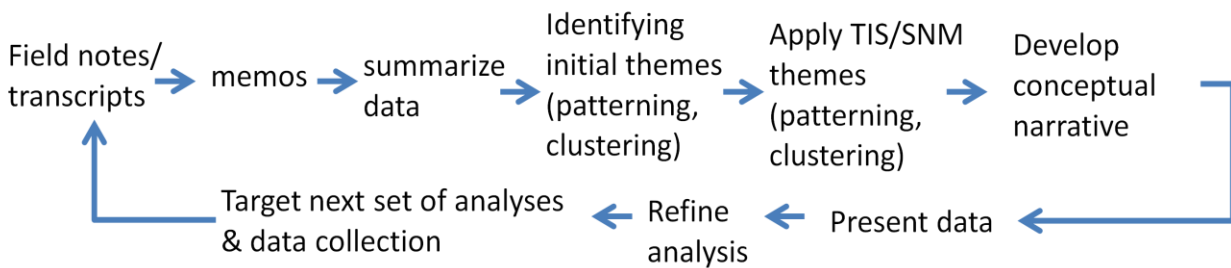 Field notes/
transcripts
memos
summarize
data
Identifying
initial themes
(patterning,
clustering)
Apply TIS/SNM
themes
(patterning,
clustering)
Develop
conceptual
narrative
Present data
Refine
analysis
Target next set of analyses
& data collection